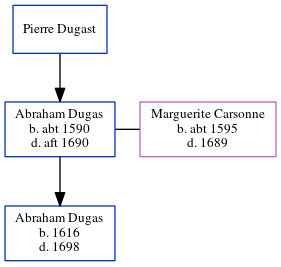 Pierre Dugast
Abraham Dugas
b. abt 1590
d. aft 1690
Marguerite Carsonne
b. abt 1595
d. 1689
Abraham Dugas
b. 1616
d. 1698